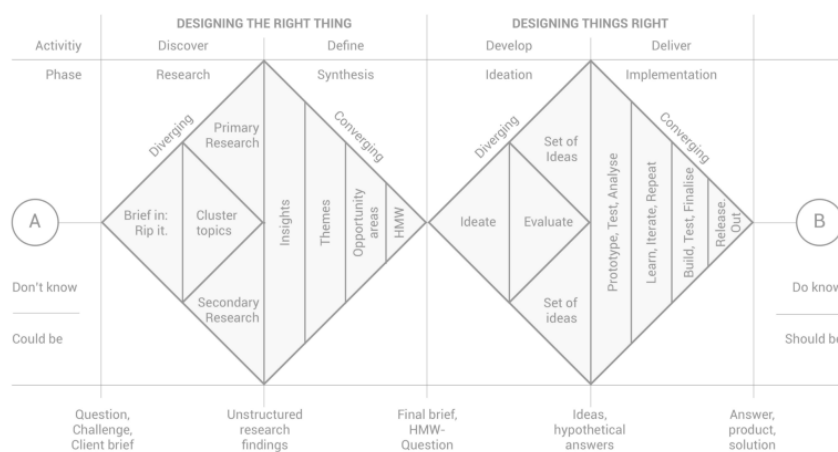 DESIGNING THE RIGHT THING
DESIGNING THINGS RIGHT
Activitiy
Discover
Define
Develop
Deliver
Phase
Research
Synthesis
Ideation
Implementation
Diverging
Primary
Research
Converging
Diverging
Set of
Ideas
Converging
A
Brief in:
Rip it.
Cluster
topics
Insights
Themes
Opportunity
areas
HMW
Ideate
Evaluate
Prototype, Test, Analyse
Learn, Iterate, Repeat
Build, Test, Finalise
Release.
Out
B
Secondary
Research
Set of
ideas
Don't know
Do know
Could be
Should be
Question,
Challenge,
Client brief
Unstructured
research
findings
Final brief,
HMW-
Question
Ideas,
hypothetical
answers
Answer,
product,
solution